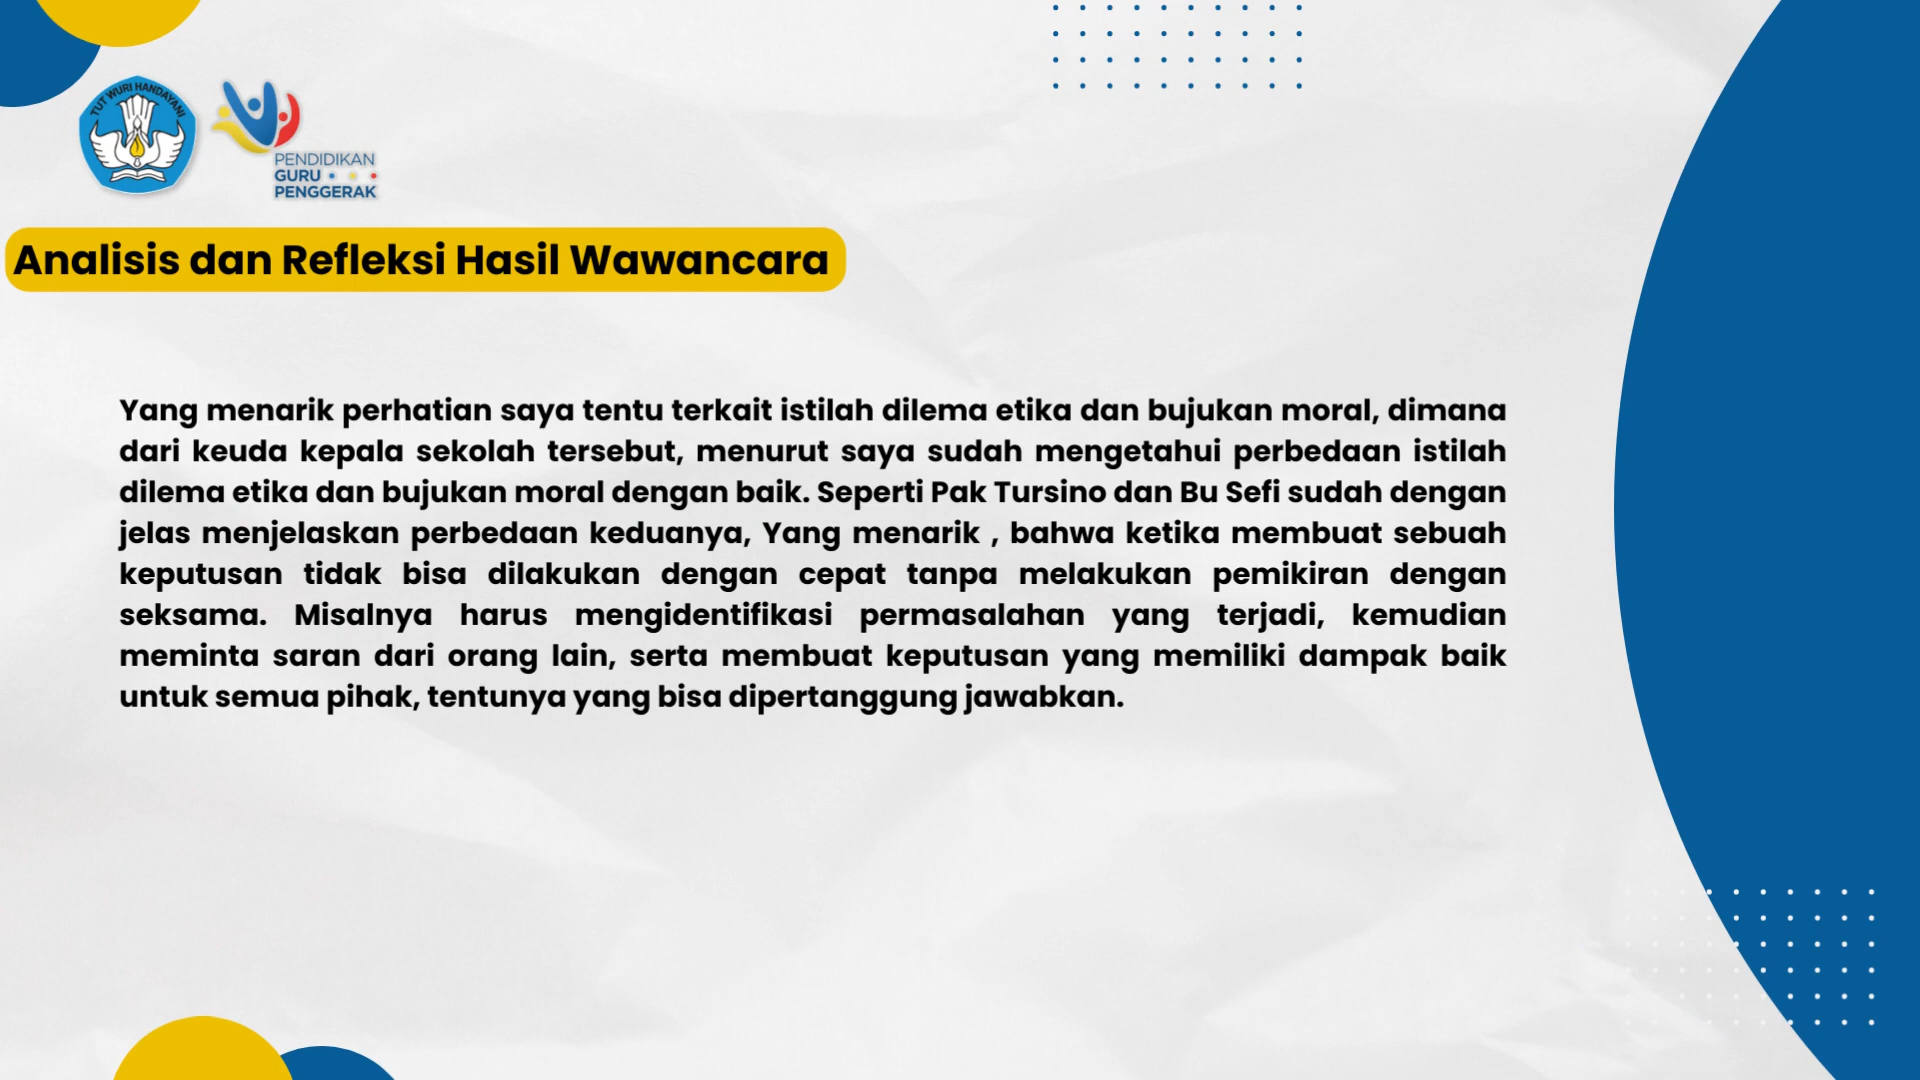 TUT WURI HANDAYANI
PENDIDIKAN
GURU
PENGGERAK
Analisis dan Refleksi Hasil Wawancara
Yang menarik perhatian saya tentu terkait istilah dilema etika dan bujukan moral, dimana
dari keuda kepala sekolah tersebut, menurut saya sudah mengetahui perbedaan istilah
dilema etika dan bujukan moral dengan baik. Seperti Pak Tursino dan Bu Sefi sudah dengan
jelas menjelaskan perbedaan keduanya, Yang menarik , bahwa ketika membuat sebuah
keputusan tidak bisa dilakukan dengan cepat tanpa melakukan pemikiran dengan
seksama. Misalnya harus mengidentifikasi permasalahan yang terjadi, kemudian
meminta saran dari orang lain, serta membuat keputusan yang memiliki dampak baik
untuk semua pihak, tentunya yang bisa dipertanggung jawabkan.